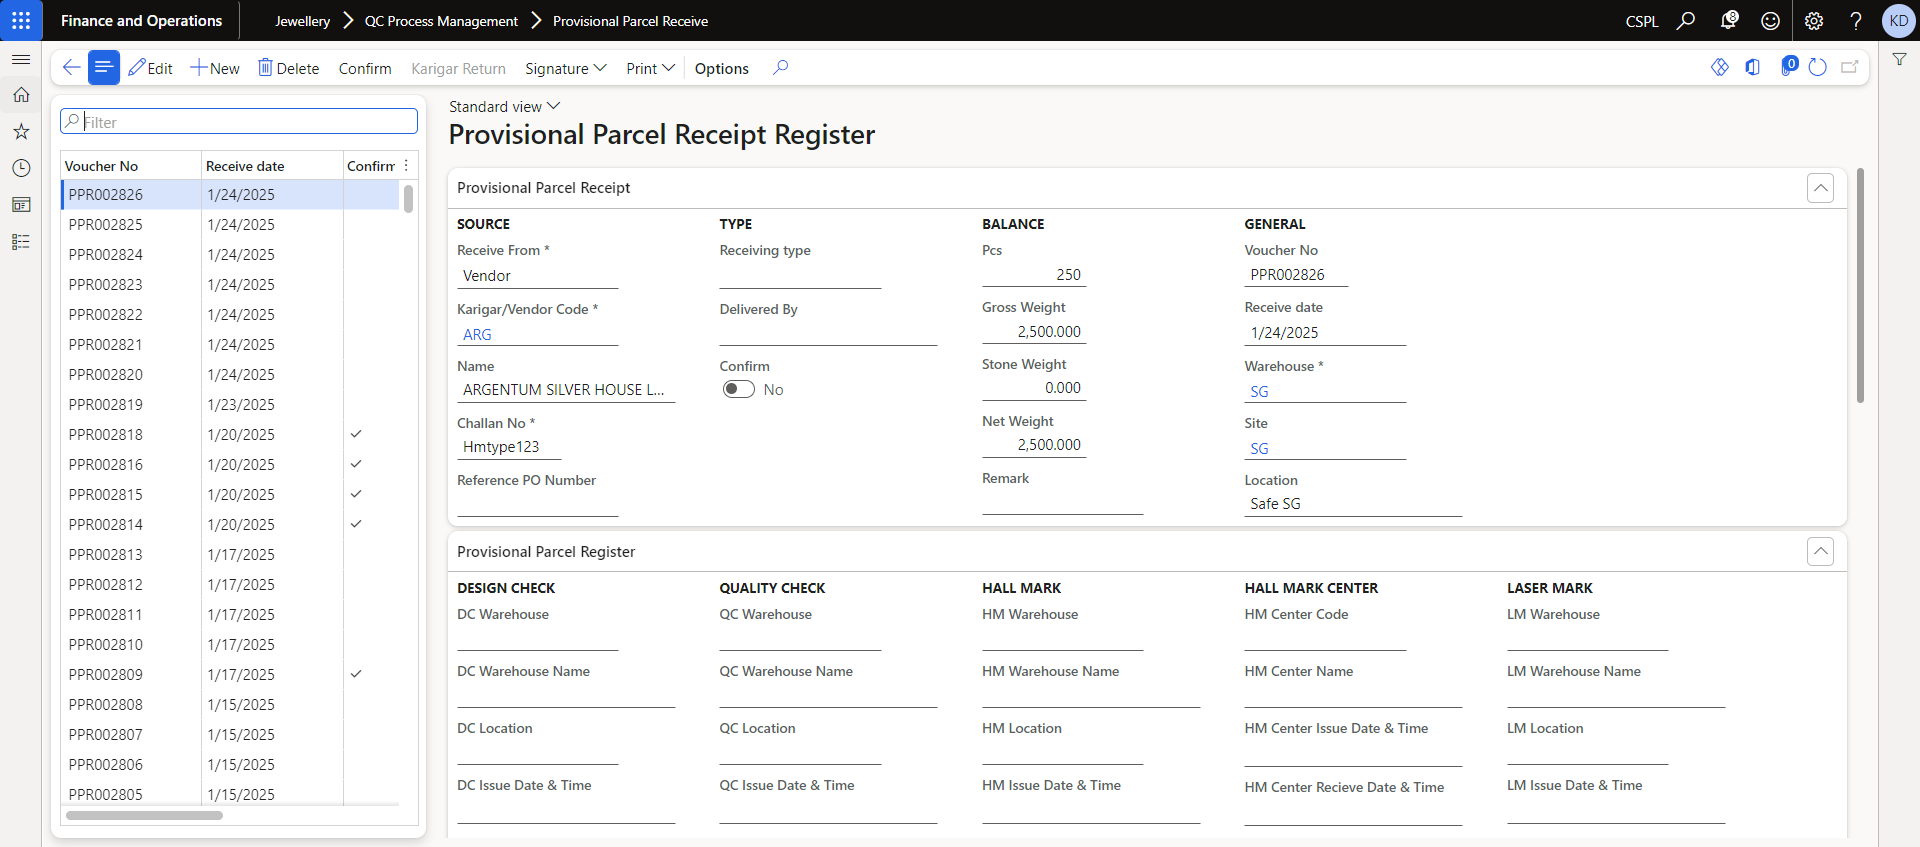 Finance and Operations
Jewellery > QC Process Management > Provisional Parcel Receive
CSPL
8
?
KD
Edit
New
Delete
Confirm
Karigar Return
Signature
Print
Options
0
Filter
Voucher No Receive date Confirm
PPR002826 1/24/2025
PPR002825 1/24/2025
PPR002824 1/24/2025
PPR002823 1/24/2025
PPR002822 1/24/2025
PPR002821 1/24/2025
PPR002820 1/24/2025
PPR002819 1/23/2025
PPR002818 1/20/2025
PPR002816 1/20/2025
PPR002815 1/20/2025
PPR002814 1/20/2025
PPR002813 1/17/2025
PPR002812 1/17/2025
PPR002811 1/17/2025
PPR002810 1/17/2025
PPR002809 1/17/2025
PPR002808 1/15/2025
PPR002807 1/15/2025
PPR002806 1/15/2025
PPR002805 1/15/2025
Standard view
Provisional Parcel Receipt Register
Provisional Parcel Receipt
SOURCE
Receive From *
Vendor
Karigar/Vendor Code *
ARG
Name
ARGENTUM SILVER HOUSE L...
Challan No *
Hmtype123
Reference PO Number
TYPE
Receiving type
Delivered By
Confirm
No
BALANCE
Pcs
250
Gross Weight
2,500.000
Stone Weight
0.000
Net Weight
2,500.000
Remark
GENERAL
Voucher No
PPR002826
Receive date
1/24/2025
Warehouse *
SG
Site
SG
Location
Safe SG
Provisional Parcel Register
DESIGN CHECK
DC Warehouse
DC Warehouse Name
DC Location
DC Issue Date & Time
QUALITY CHECK
QC Warehouse
QC Warehouse Name
QC Location
QC Issue Date & Time
HALL MARK
HM Warehouse
HM Warehouse Name
HM Location
HM Issue Date & Time
HALL MARK CENTER
HM Center Code
HM Center Name
HM Center Issue Date & Time
HM Center Recieve Date & Time
LASER MARK
LM Warehouse
LM Warehouse Name
LM Location
LM Issue Date & Time